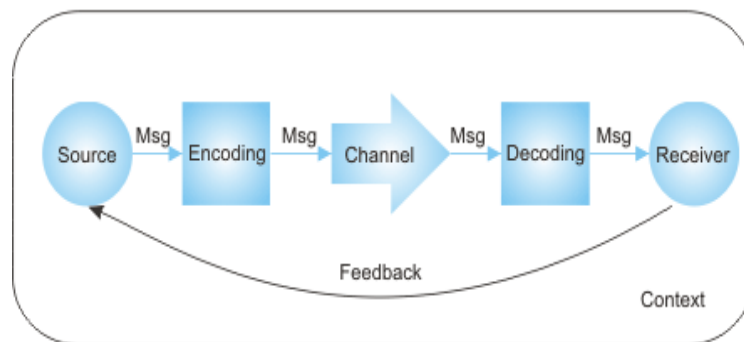 Msg Msg Msg Msg
Source Encoding Channel Decoding Receiver
Feedback
Context